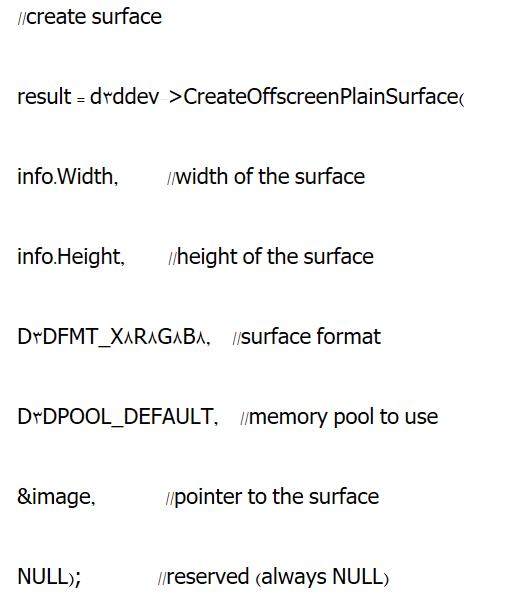 //create surface
result = d۳ddev >CreateOffscreenPlainSurface(
info.Width, //width of the surface
info.Height, //height of the surface
D۳DFMT_X۸R۸G۸B۸, //surface format
D۳DPOOL_DEFAULT, //memory pool to use
&image, //pointer to the surface
NULL); //reserved (always NULL)